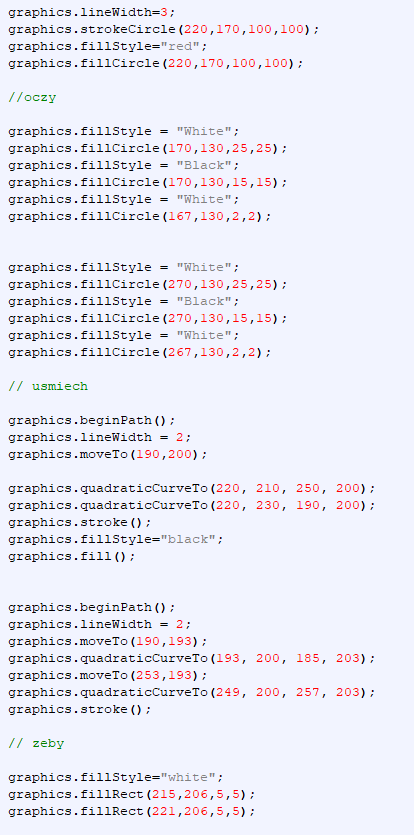 graphics.lineWidth=3;
graphics.strokeCircle(220,170,100,100);
graphics.fillStyle="red";
graphics.fillCircle(220,170,100,100);
//oczy
graphics.fillStyle = "White";
graphics.fillCircle(170,130,25,25);
graphics.fillStyle = "Black";
graphics.fillCircle(170,130,15,15);
graphics.fillStyle = "White";
graphics.fillCircle(167,130,2,2);
graphics.fillStyle = "White";
graphics.fillCircle(270,130,25,25);
graphics.fillStyle = "Black";
graphics.fillCircle(270,130,15,15);
graphics.fillStyle = "White";
graphics.fillCircle(267,130,2,2);
// usmiech
graphics.beginPath();
graphics.lineWidth = 2;
graphics.moveTo(190,200);
graphics.quadraticCurveTo(220, 210, 250, 200);
graphics.quadraticCurveTo(220, 230, 190, 200);
graphics.stroke();
graphics.fillStyle="black";
graphics.fill();
graphics.beginPath();
graphics.lineWidth = 2;
graphics.moveTo(190,193);
graphics.quadraticCurveTo(193, 200, 185, 203);
graphics.moveTo(253,193);
graphics.quadraticCurveTo(249, 200, 257, 203);
graphics.stroke();
// zeby
graphics.fillStyle="white";
graphics.fillRect(215,206,5,5);
graphics.fillRect(221,206,5,5);